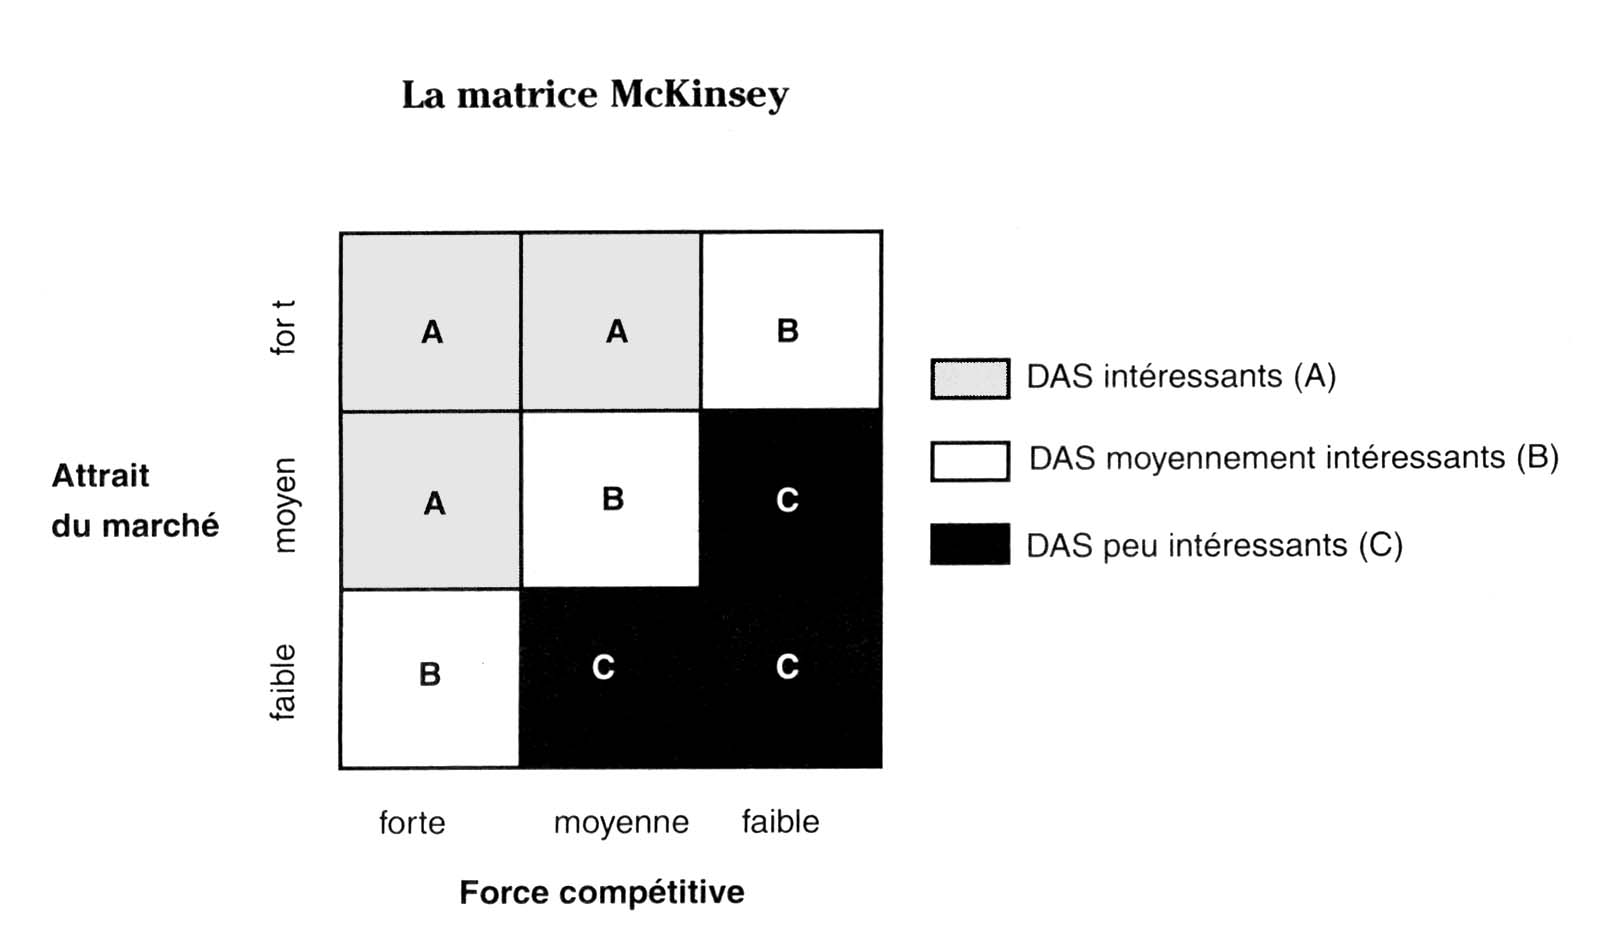 La matrice McKinsey
for t
A
A
B
DAS intéressants (A)
Attrait
du marché
moyen
A
B
C
DAS moyennement intéressants (B)
DAS peu intéressants (C)
faible
B
C
C
forte
moyenne
faible
Force compétitive